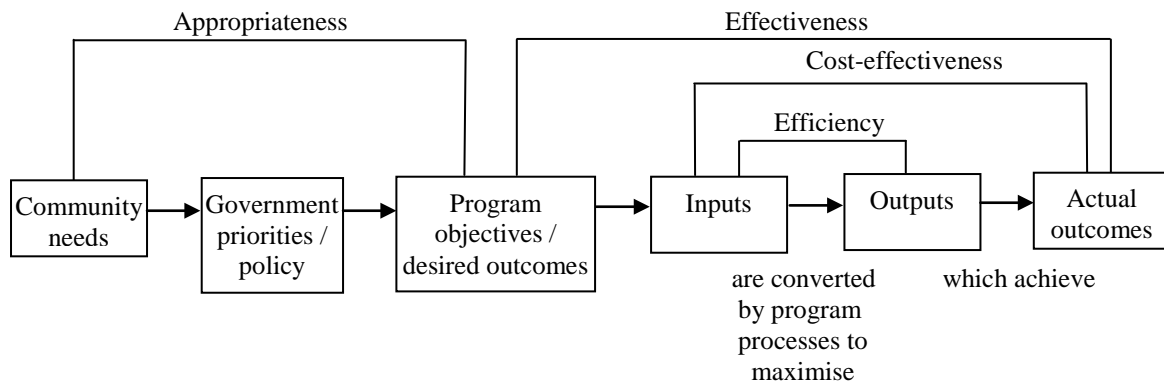 Appropriateness
Effectiveness
Cost-effectiveness
Efficiency
Community
needs
Government
priorities /
policy
Program
objectives /
desired outcomes
Inputs
Outputs
Actual
outcomes
are converted
by program
processes to
maximise
which achieve